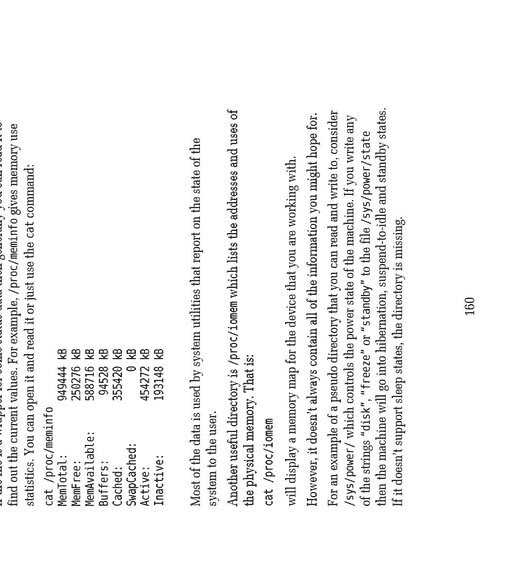 find out the current values. For example, /proc/meminfo gives memory use
statistics. You can open it and read it or just use the cat command:
cat /proc/meminfo
MemTotal: 949444 kB
MemFree: 250276 kB
MemAvailable: 588716 kB
Buffers: 94528 kB
Cached: 355420 kB
SwapCached: 0 kB
Active: 454272 kB
Inactive: 193148 kB
Most of the data is used by system utilities that report on the state of the
system to the user.
Another useful directory is /proc/iomem which lists the addresses and uses of
the physical memory. That is:
cat /proc/iomem
will display a memory map for the device that you are working with.
However, it doesn't always contain all of the information you might hope for.
For an example of a pseudo directory that you can read and write to, consider
/sys/power/ which controls the power state of the machine. If you write any
of the strings "disk", "freeze" or "standby" to the file /sys/power/state
then the machine will go into hibernation, suspend-to-idle and standby states.
If it doesn't support sleep states, the directory is missing.
160